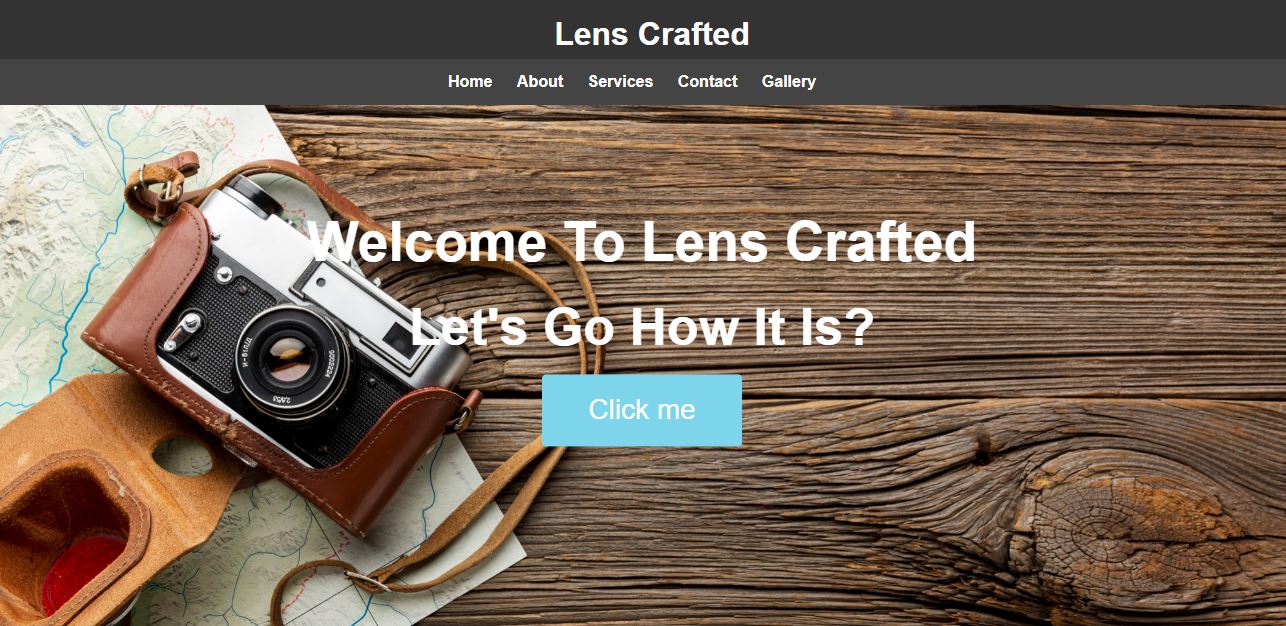 Lens Crafted
Home About Services Contact Gallery
Welcome To Lens Crafted
Let's Go How It Is?
Click me